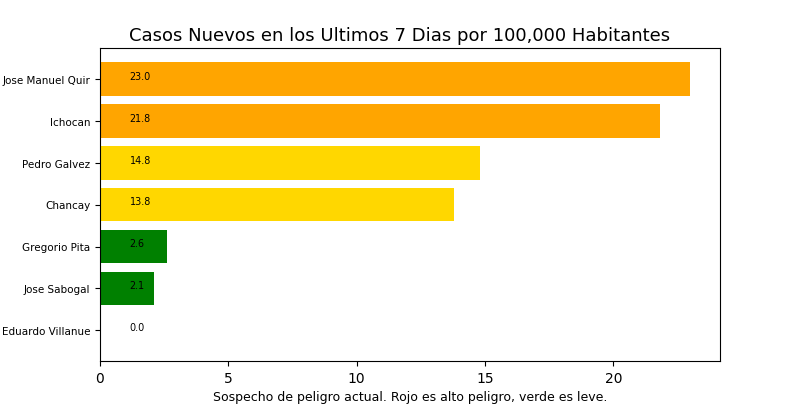 Casos Nuevos en los Ultimos 7 Dias por 100,000 Habitantes
Jose Manuel Quir 23.0
Ichocan 21.8
Pedro Galvez 14.8
Chancay 13.8
Gregorio Pita 2.6
Jose Sabogal 2.1
Eduardo Villanue 0.0
0 5 10 15 20
Sospecho de peligro actual. Rojo es alto peligro, verde es leve.